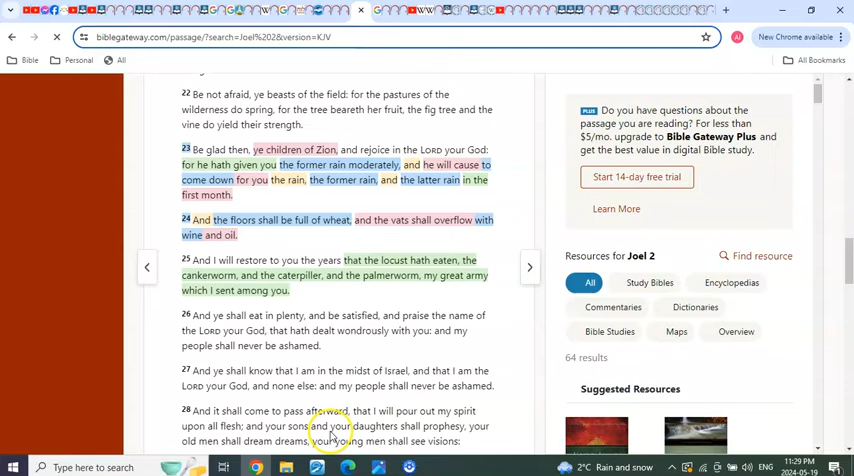 biblegateway.com/passage/?search=Joel%202&version=KJV
New Chrome available
Bible
Personal
All
All Bookmarks
22 Be not afraid, ye beasts of the field: for the pastures of the
wilderness do spring, for the tree beareth her fruit, the fig tree and the
vine do yield their strength.
23 Be glad then, ye children of Zion, and rejoice in the LORD your God:
for he hath given you the former rain moderately, and he will cause to
come down for you the rain, the former rain, and the latter rain in the
first month.
24 And the floors shall be full of wheat, and the vats shall overflow with
wine and oil.
25 And I will restore to you the years that the locust hath eaten, the
cankerworm, and the caterpiller, and the palmerworm, my great army
which I sent among you.
26 And ye shall eat in plenty, and be satisfied, and praise the name of
the LORD your God, that hath dealt wondrously with you: and my
people shall never be ashamed.
27 And ye shall know that I am in the midst of Israel, and that I am the
LORD your God, and none else: and my people shall never be ashamed.
28 And it shall come to pass afterward, that I will pour out my spirit
upon all flesh; and your sons and your daughters shall prophesy, your
old men shall dream dreams, your young men shall see visions:
PLUS Do you have questions about the
passage you are reading? For less than
$5/mo. upgrade to Bible Gateway Plus and
get the best value in digital Bible study.
Start 14-day free trial
Learn More
Resources for Joel 2
Find resource
All
Study Bibles
Encyclopedias
Commentaries
Dictionaries
Bible Studies
Maps
Overview
64 results
Suggested Resources
Type here to search
2°C Rain and snow
11:29 PM
2024-05-19